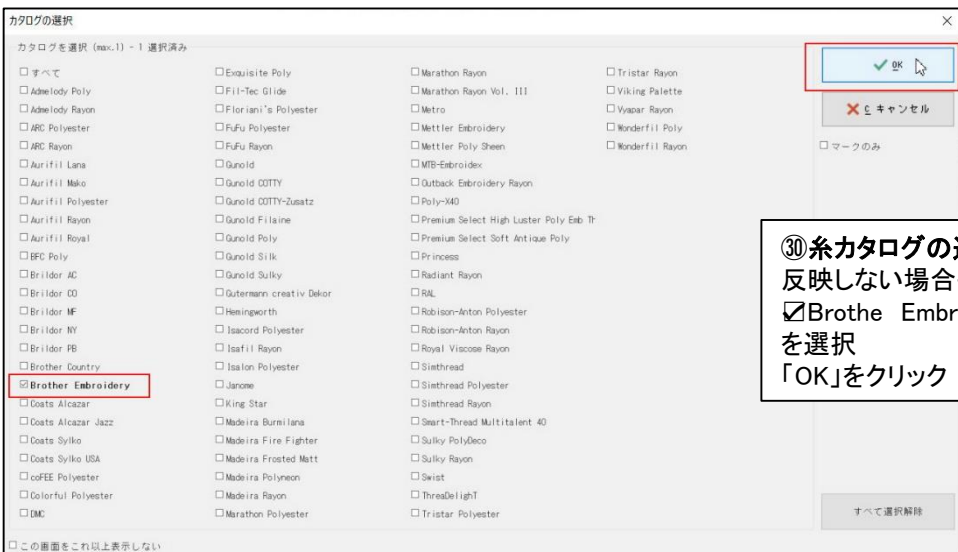 カタログの選択
カタログを選択 (max.1) - 1 選択済み
すべて
Admelody Poly
Admelody Rayon
ARC Polyester
ARC Rayon
Aurifil Lana
Aurifil Mako
Aurifil Polyester
Aurifil Rayon
Aurifil Royal
BFC Poly
Brildor AC
Brildor CO
Brildor MF
Brildor NY
Brildor PB
Brother Country
Brother Embroidery
Coats Alcazar
Coats Alcazar Jazz
Coats Sylko
Coats Sylko USA
coFEE Polyester
Colorful Polyester
DMC
Exquisite Poly
Fil-Tec Glide
Floriani's Polyester
FuFu Polyester
FuFu Rayon
Gunold
Gunold COTTY
Gunold COTTY-Zusatz
Gunold Filaine
Gunold Poly
Gunold Silk
Gunold Sulky
Gutermann creativ Dekor
Hemingworth
Isacord Polyester
Isafil Rayon
Isalon Polyester
Janome
King Star
Madeira Burmilana
Madeira Fire Fighter
Madeira Frosted Matt
Madeira Polyneon
Madeira Rayon
Marathon Polyester
Marathon Rayon
Marathon Rayon Vol. III
Metro
Mettler Embroidery
Mettler Poly Sheen
MTB-Embroidex
Outback Embroidery Rayon
Poly-X40
Premium Select High Luster Poly Emb Th
Premium Select Soft Antique Poly
Princess
Radiant Rayon
RAL
Robison-Anton Polyester
Robison-Anton Rayon
Royal Viscose Rayon
Simthread
Simthread Polyester
Simthread Rayon
Smart-Thread Multitalent 40
Sulky PolyDeco
Sulky Rayon
Swist
ThreaDelighT
Tristar Polyester
Tristar Rayon
Viking Palette
Vyapar Rayon
Wonderfil Poly
Wonderfil Rayon
OK
C キャンセル
マークのみ
㉚糸カタログの
反映しない場合
☑Brothe Embr
を選択
「OK」をクリック
すべて選択解除
この画面をこれ以上表示しない